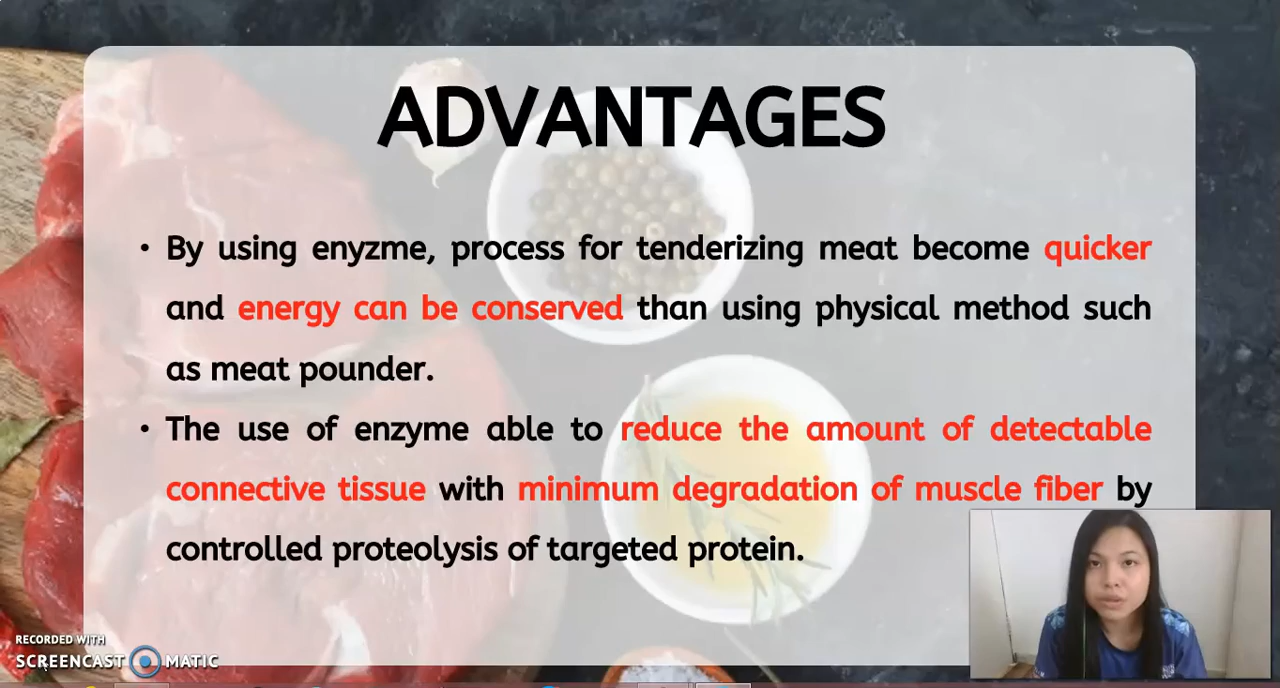 ADVANTAGES
• By using enyzme, process for tenderizing meat become quicker
and energy can be conserved than using physical method such
as meat pounder.
• The use of enzyme able to reduce the amount of detectable
connective tissue with minimum degradation of muscle fiber by
controlled proteolysis of targeted protein.
RECORDED WITH
SCREENCAST MATIC